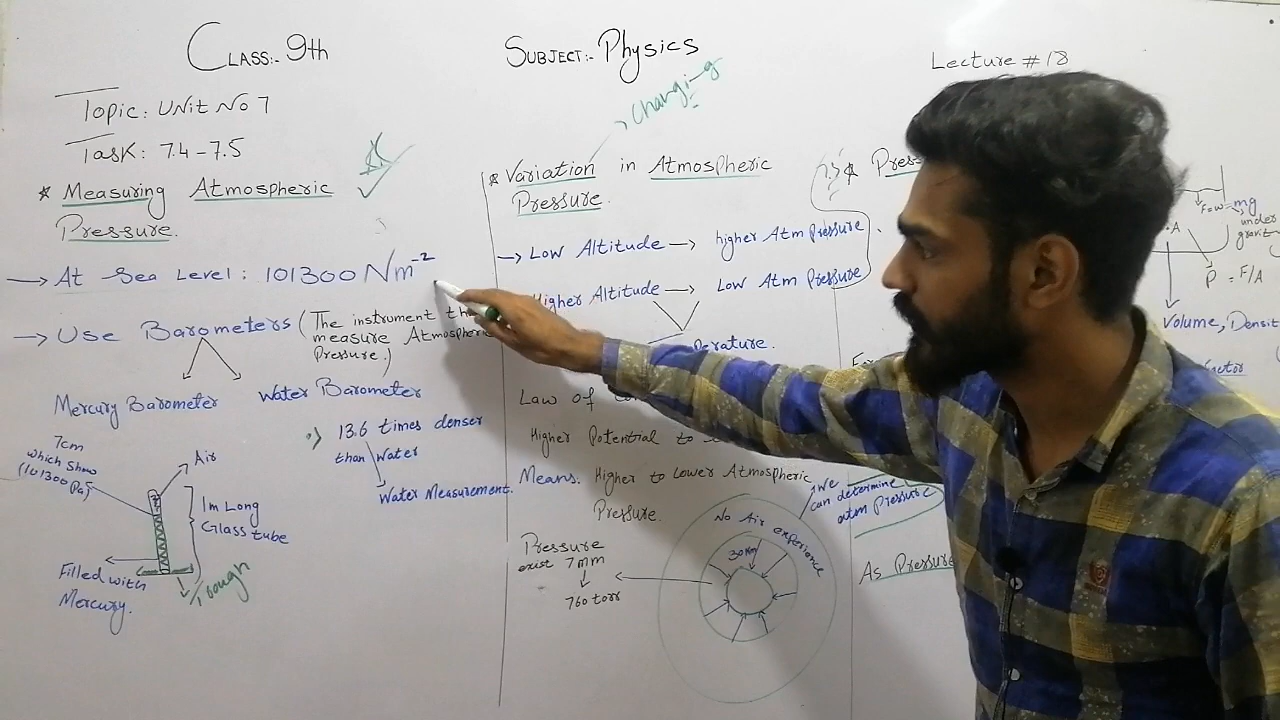 CLASS:- 9th
SUBJECT:- Physics
Lecture # 18
Topic: UNit No 7
Task: 7.4-7.5
* Measuring Atmospheric
Pressure.
→ At Sea Level: 101300 Nm⁻²
→ Use Barometers (The instrument
measure Atmospheric
Pressure.)
Mercury Barometer
Water Barometer
13.6 times denser
than water
Water Measurement.
7cm
which show
(101300 Pa)
Air
1m Long
Glass tube
Filled with
Mercury.
Trough
changing
* Variation in Atmospheric
Pressure.
→ Low Altitude → higher Atm Pressure.
Higher Altitude → Low Atm Pressure
Law of
Higher Potential to
Means. Higher to Lower Atmospheric
Pressure.
Pressure
exist 7mm
↓
760 torr
No Air experience
30Km
we
can determine
atm Pressure
F=w=mg
under
gravity
P = F/A
Volume,
As Pressure